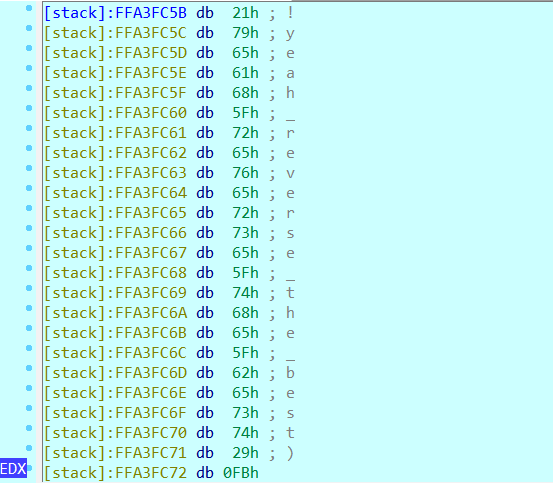 [stack]:FFA3FC5B db 21h ; !
[stack]:FFA3FC5C db 79h ; y
[stack]:FFA3FC5D db 65h ; e
[stack]:FFA3FC5E db 61h ; a
[stack]:FFA3FC5F db 68h ; h
[stack]:FFA3FC60 db 5Fh ; _
[stack]:FFA3FC61 db 72h ; r
[stack]:FFA3FC62 db 65h ; e
[stack]:FFA3FC63 db 76h ; v
[stack]:FFA3FC64 db 65h ; e
[stack]:FFA3FC65 db 72h ; r
[stack]:FFA3FC66 db 73h ; s
[stack]:FFA3FC67 db 65h ; e
[stack]:FFA3FC68 db 5Fh ; _
[stack]:FFA3FC69 db 74h ; t
[stack]:FFA3FC6A db 68h ; h
[stack]:FFA3FC6B db 65h ; e
[stack]:FFA3FC6C db 5Fh ; _
[stack]:FFA3FC6D db 62h ; b
[stack]:FFA3FC6E db 65h ; e
[stack]:FFA3FC6F db 73h ; s
[stack]:FFA3FC70 db 74h ; t
[stack]:FFA3FC71 db 29h ; )
EDX [stack]:FFA3FC72 db 0FBh